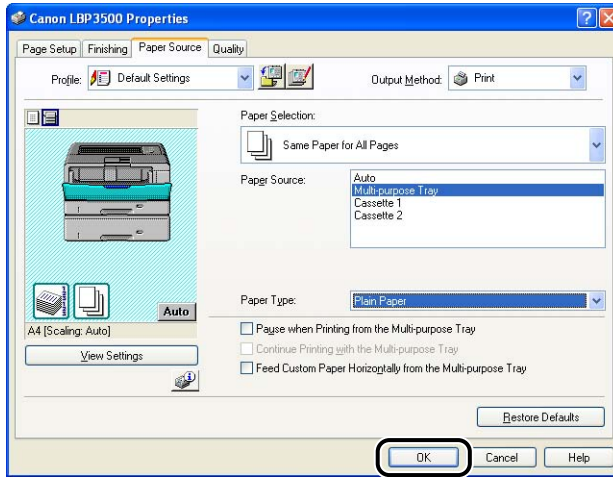 Canon LBP3500 Properties
Page Setup Finishing Paper Source Quality
Profile: Default Settings Output Method: Print
Paper Selection:
Same Paper for All Pages
Paper Source:
Auto
Multi-purpose Tray
Cassette 1
Cassette 2
Auto
A4 [Scaling: Auto]
View Settings
Paper Type: Plain Paper
Pause when Printing from the Multi-purpose Tray
Continue Printing with the Multi-purpose Tray
Feed Custom Paper Horizontally from the Multi-purpose Tray
Restore Defaults
OK Cancel Help